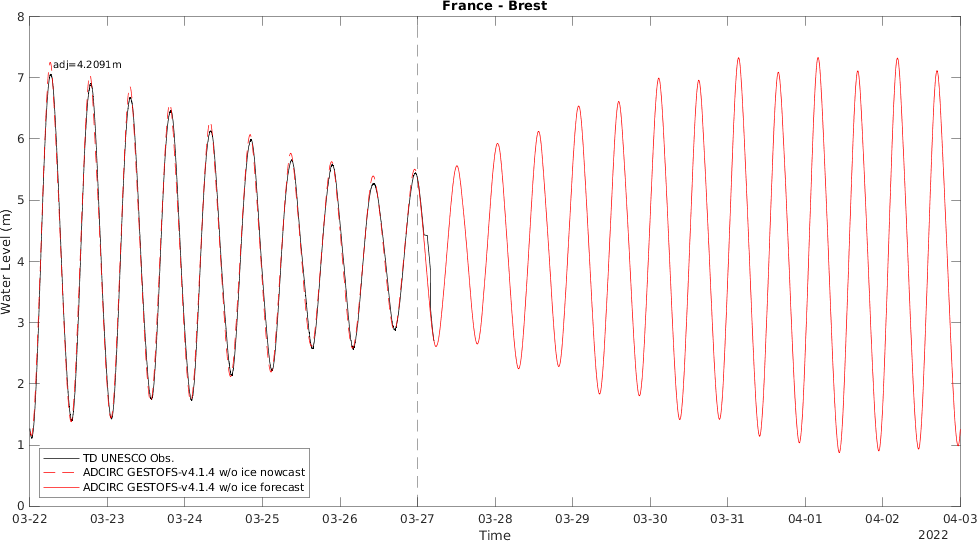 France - Brest
8
7
6
5
4
3
2
1
0
Water Level (m)
adj=4.2091m
TD UNESCO Obs.
ADCIRC GESTOFS-v4.1.4 w/o ice nowcast
ADCIRC GESTOFS-v4.1.4 w/o ice forecast
03-22 03-23 03-24 03-25 03-26 03-27 03-28 03-29 03-30 03-31 04-01 04-02 04-03
Time
2022